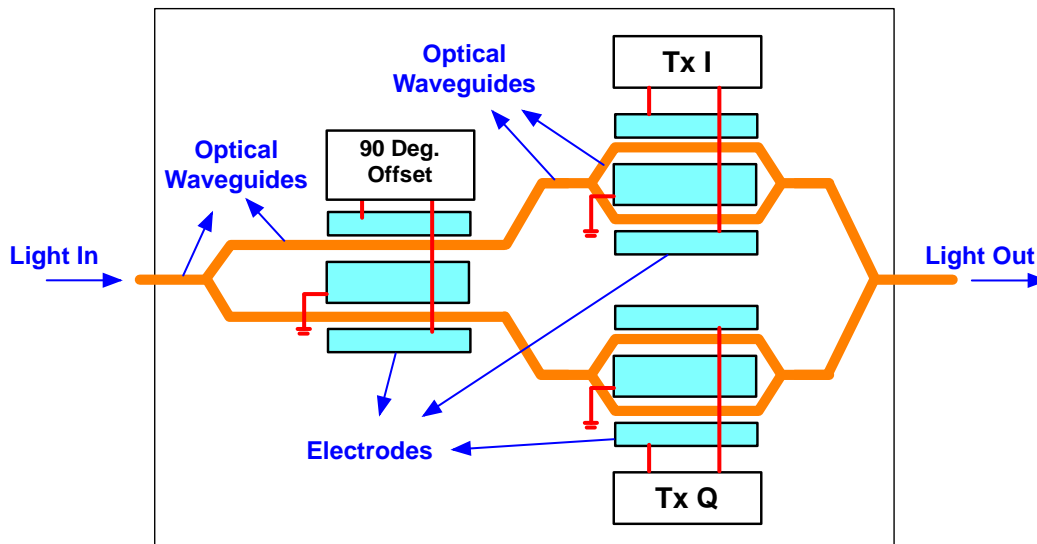 Optical
Waveguides
Tx I
90 Deg.
Offset
Optical
Waveguides
Light In
Light Out
Electrodes
Tx Q